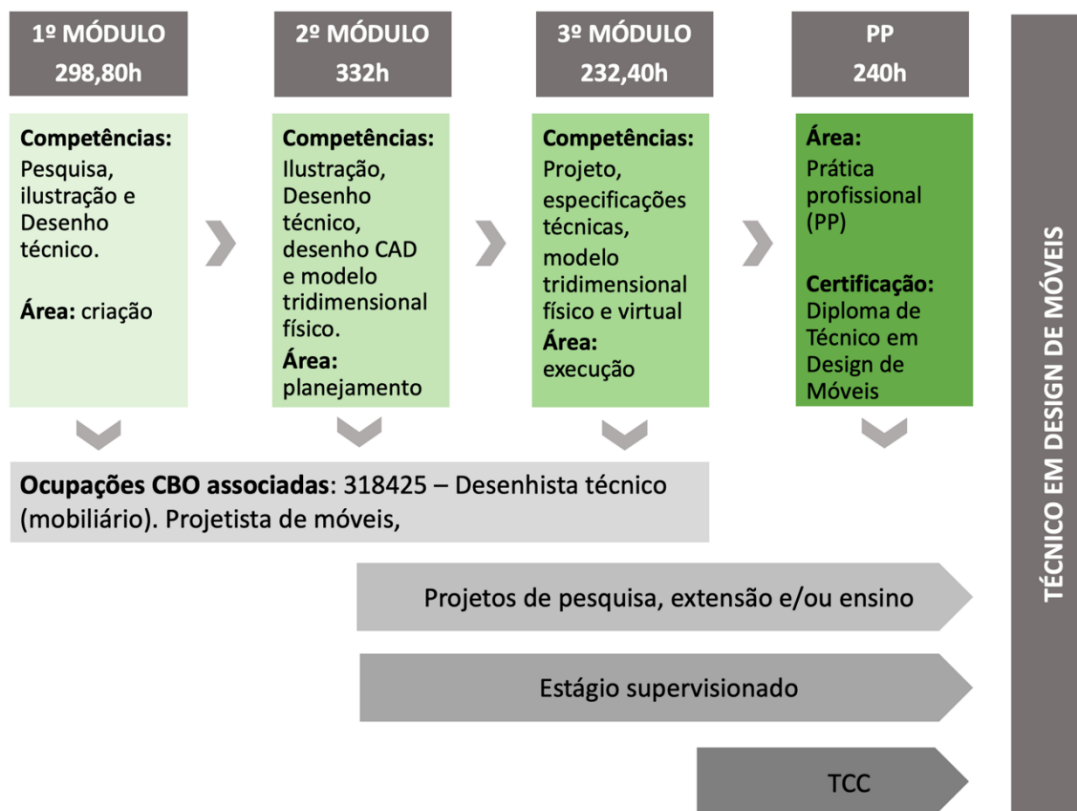 1º MÓDULO
298,80h
2º MÓDULO
332h
3º MÓDULO
232,40h
PP
240h
Competências:
Pesquisa,
ilustração e
Desenho
técnico.
Área: criação
Competências:
Ilustração,
Desenho
técnico,
desenho CAD
e modelo
tridimensional
físico.
Área:
planejamento
Competências:
Projeto,
especificações
técnicas,
modelo
tridimensional
físico e virtual
Área:
execução
Área:
Prática
profissional
(PP)
Certificação:
Diploma de
Técnico em
Design de
Móveis
Ocupações CBO associadas: 318425 – Desenhista técnico
(mobiliário). Projetista de móveis,
Projetos de pesquisa, extensão e/ou ensino
Estágio supervisionado
TCC
TÉCNICO EM DESIGN DE MÓVEIS